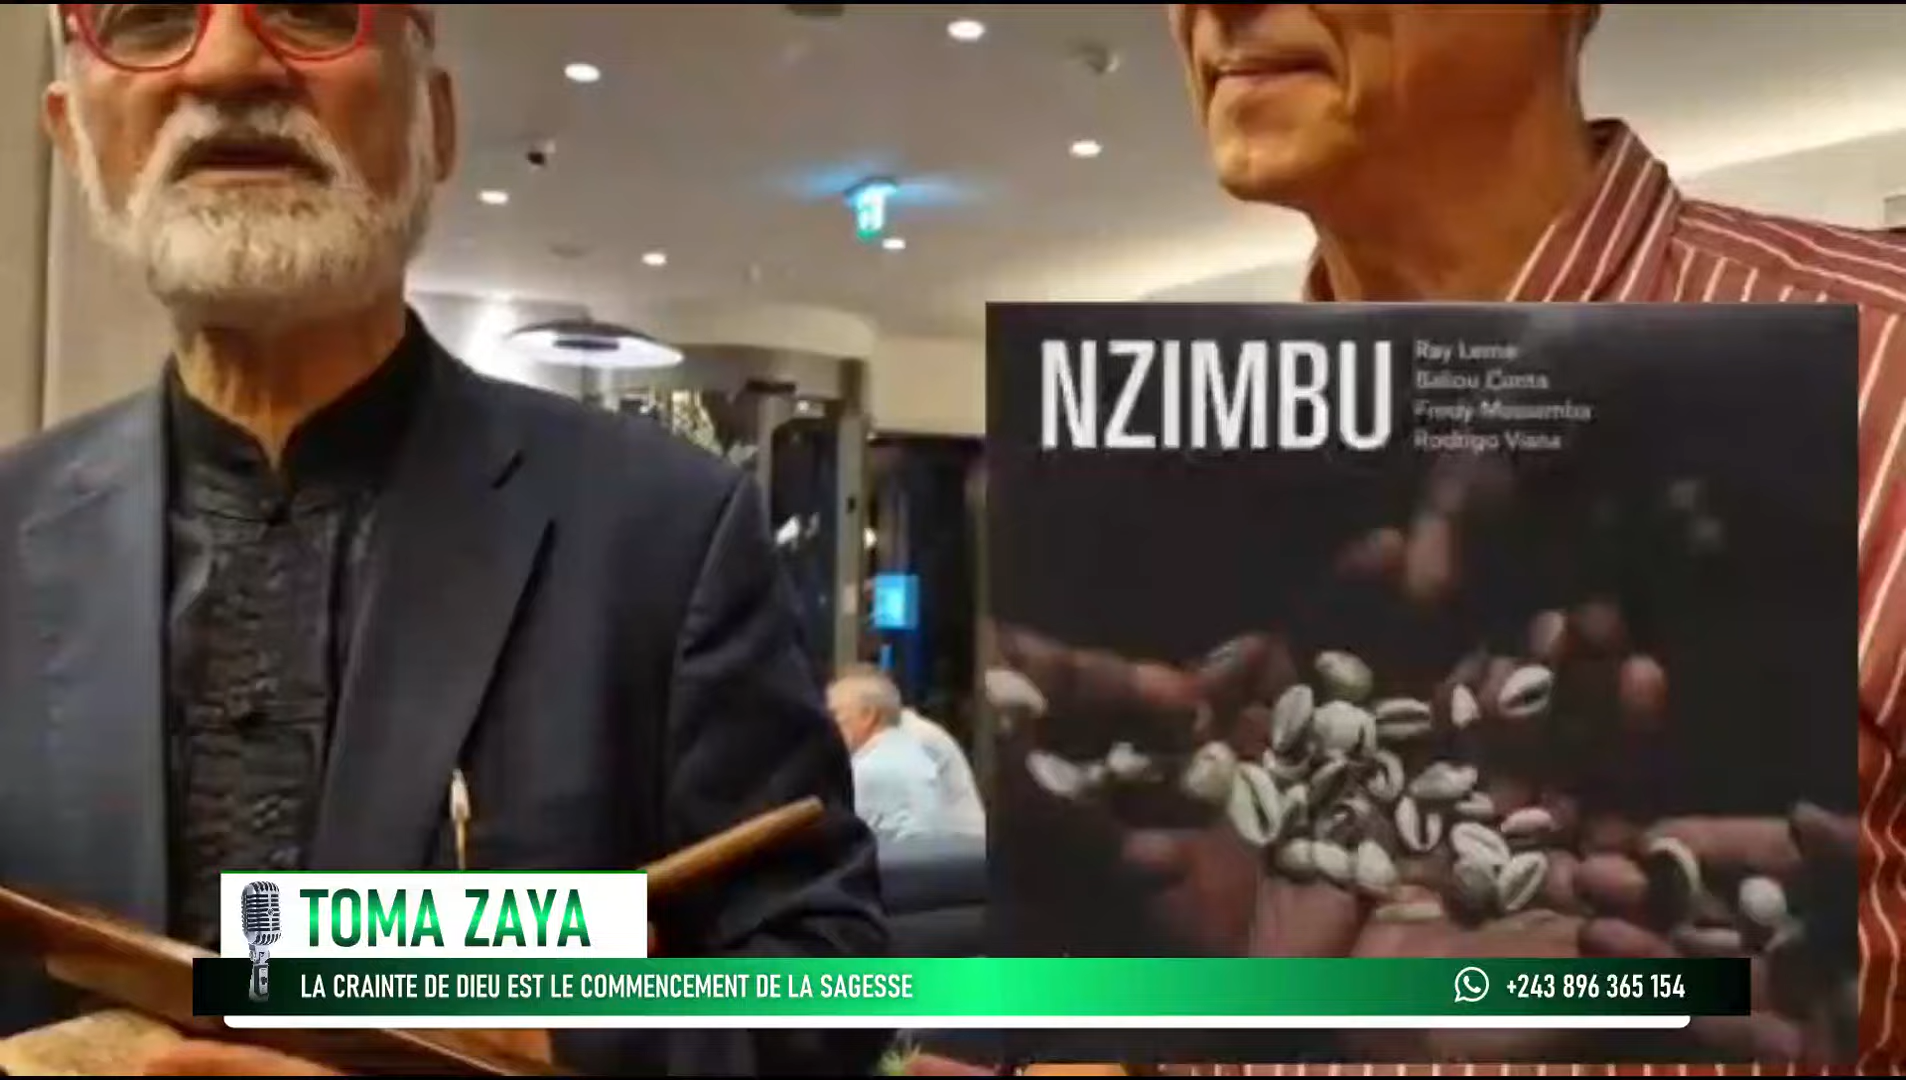 NZIMBU
Ray Lema
Ballou Canta
Fredy Massamba
Rodrigo Viana
TOMA ZAYA
LA CRAINTE DE DIEU EST LE COMMENCEMENT DE LA SAGESSE
+243 896 365 154